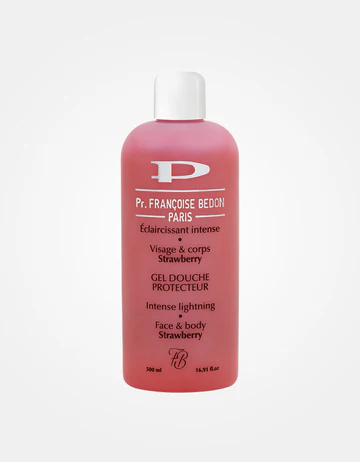 P
Pr. FRANÇOISE BEDON
PARIS
Éclaircissant intense
Visage & corps
Strawberry
GEL DOUCHE
PROTECTEUR
Intense lightning
Face & body
Strawberry
FB
500 ml 16.91 fl.oz